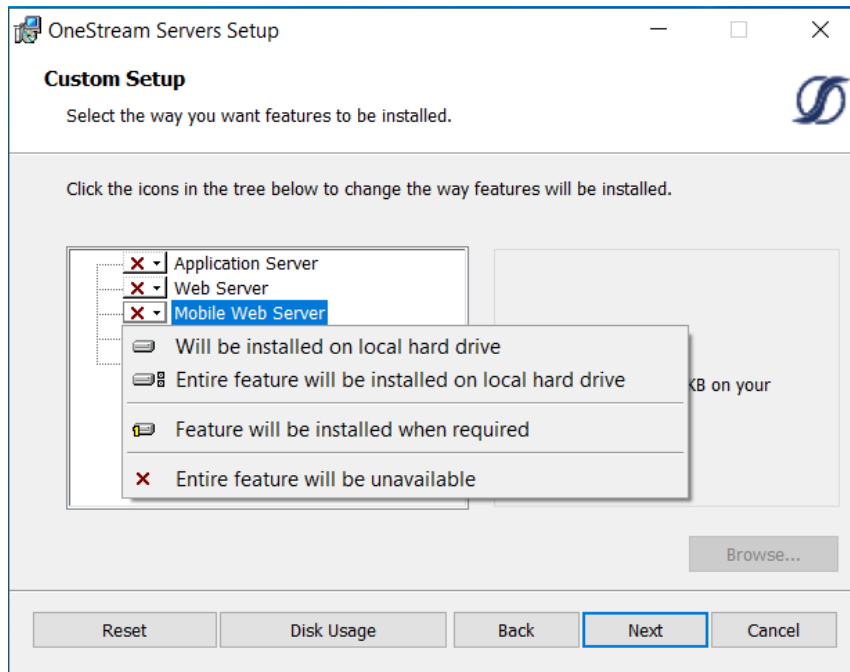 OneStream Servers Setup
Custom Setup
Select the way you want features to be installed.
Click the icons in the tree below to change the way features will be installed.
Application Server
Web Server
Mobile Web Server
Will be installed on local hard drive
Entire feature will be installed on local hard drive
KB on your
Feature will be installed when required
Entire feature will be unavailable
Browse...
Reset Disk Usage Back Next Cancel